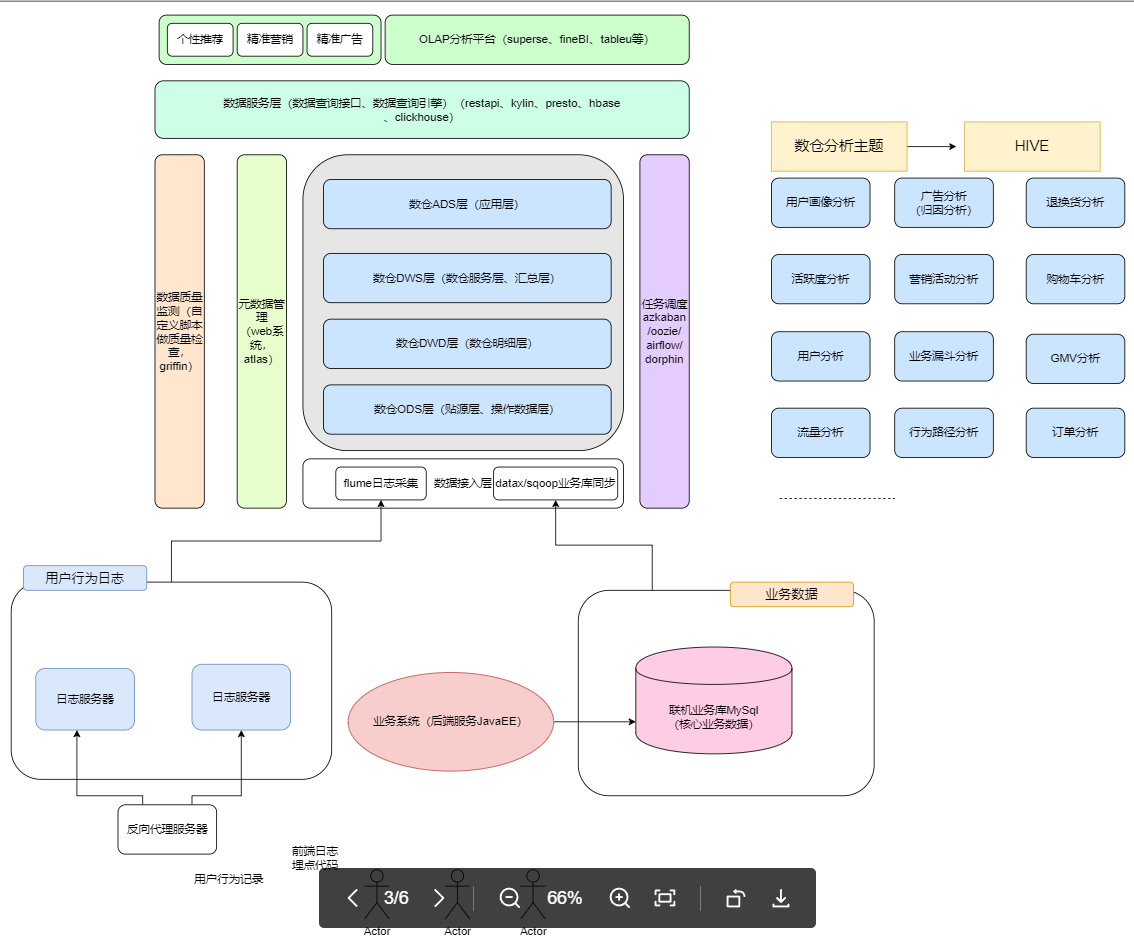 个性推荐
精准营销
精准广告
OLAP分析平台（superse、fineBI、tableu等）
数据服务层（数据查询接口、数据查询引擎）（restapi、kylin、presto、hbase
、clickhouse）
数据质量
监测（自
定义脚本
做质量检
查，
griffin）
元数据管
理
（web系
统，
atlas）
数仓ADS层（应用层）
数仓DWS层（数仓服务层、汇总层）
数仓DWD层（数仓明细层）
数仓ODS层（贴源层、操作数据层）
任务调度
azkaban
/oozie/
airflow/
dorphin
flume日志采集
数据接入层
datax/sqoop业务库同步
数仓分析主题
HIVE
用户画像分析
广告分析
（归因分析）
退换货分析
活跃度分析
营销活动分析
购物车分析
用户分析
业务漏斗分析
GMV分析
流量分析
行为路径分析
订单分析
用户行为日志
日志服务器
日志服务器
反向代理服务器
用户行为记录
前端日志
埋点代码
业务系统（后端服务JavaEE）
业务数据
联机业务库MySql
（核心业务数据）
3/6
66%
Actor
Actor
Actor